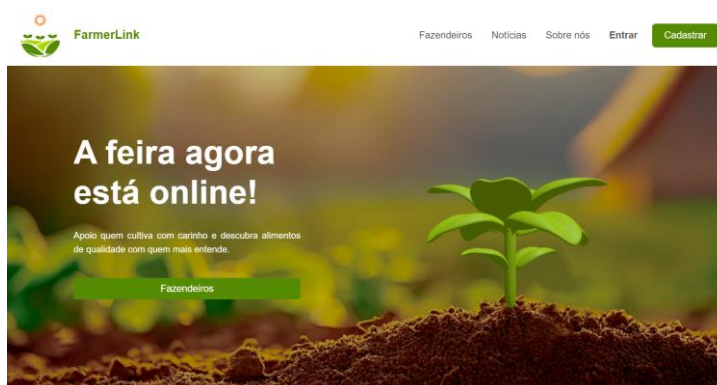 FarmerLink
Fazendeiros Notícias Sobre nós Entrar Cadastrar
A feira agora
está online!
Apoio quem cultiva com carinho e descubra alimentos
de qualidade com quem mais entende.
Fazendeiros